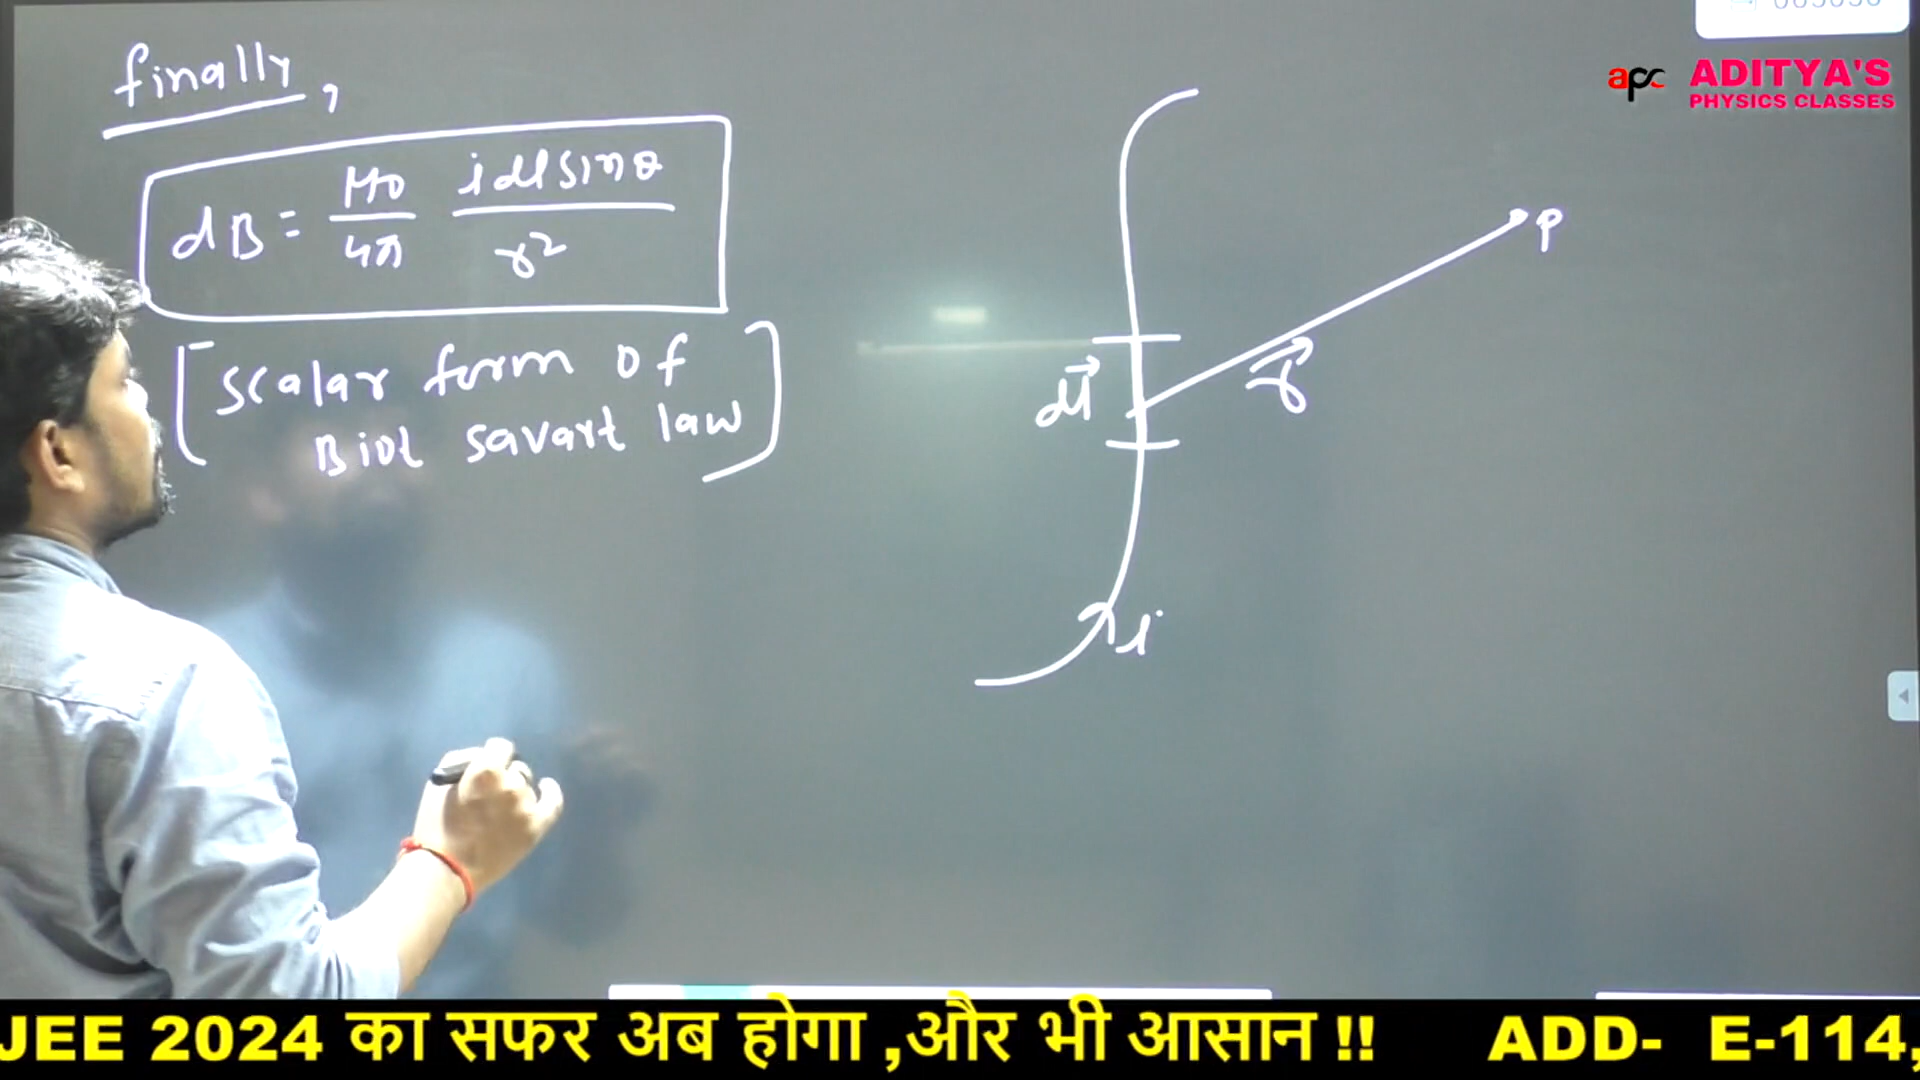 finally,
dB = μ0/4π idl sinθ/r²
[scalar form of
Biot savart law]
dl
r
P
i
apc ADITYA'S
PHYSICS CLASSES
JEE 2024 का सफर अब होगा ,और भी आसान !! ADD- E-114,